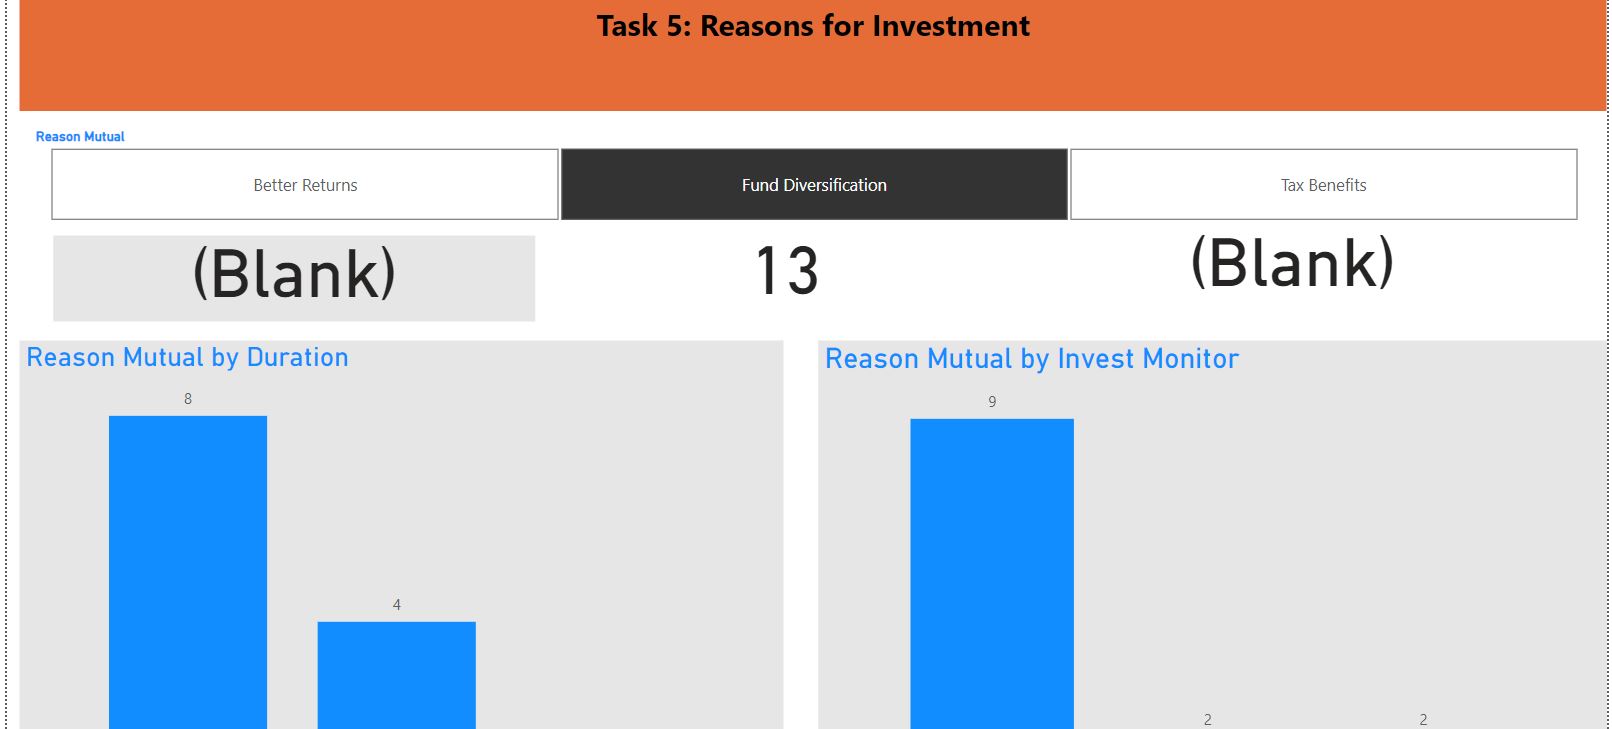 Task 5: Reasons for Investment
Reason Mutual
Better Returns
Fund Diversification
Tax Benefits
(Blank)
13
(Blank)
Reason Mutual by Duration
8
4
Reason Mutual by Invest Monitor
9
2
2